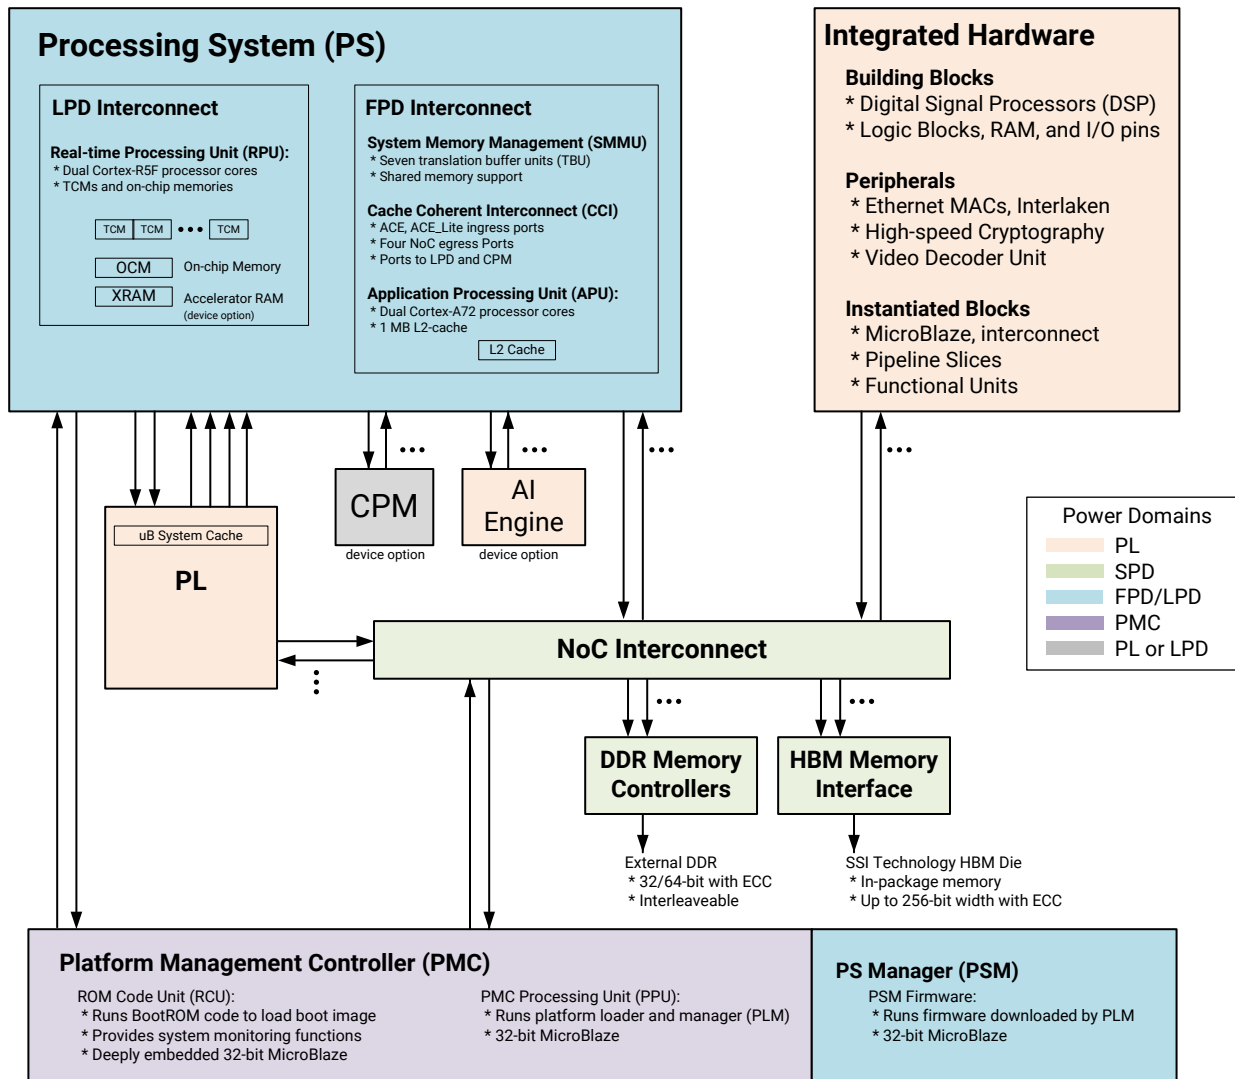 Processing System (PS)
LPD Interconnect
Real-time Processing Unit (RPU):
* Dual Cortex-R5F processor cores
* TCMs and on-chip memories
TCM TCM ••• TCM
OCM On-chip Memory
XRAM Accelerator RAM
(device option)
FPD Interconnect
System Memory Management (SMMU)
* Seven translation buffer units (TBU)
* Shared memory support
Cache Coherent Interconnect (CCI)
* ACE, ACE_Lite ingress ports
* Four NoC egress Ports
* Ports to LPD and CPM
Application Processing Unit (APU):
* Dual Cortex-A72 processor cores
* 1 MB L2-cache
L2 Cache
Integrated Hardware
Building Blocks
* Digital Signal Processors (DSP)
* Logic Blocks, RAM, and I/O pins
Peripherals
* Ethernet MACs, Interlaken
* High-speed Cryptography
* Video Decoder Unit
Instantiated Blocks
* MicroBlaze, interconnect
* Pipeline Slices
* Functional Units
uB System Cache
PL
CPM
device option
AI
Engine
device option
Power Domains
PL
SPD
FPD/LPD
PMC
PL or LPD
NoC Interconnect
DDR Memory
Controllers
HBM Memory
Interface
External DDR
* 32/64-bit with ECC
* Interleaveable
SSI Technology HBM Die
* In-package memory
* Up to 256-bit width with ECC
Platform Management Controller (PMC)
ROM Code Unit (RCU):
* Runs BootROM code to load boot image
* Provides system monitoring functions
* Deeply embedded 32-bit MicroBlaze
PMC Processing Unit (PPU):
* Runs platform loader and manager (PLM)
* 32-bit MicroBlaze
PS Manager (PSM)
PSM Firmware:
* Runs firmware downloaded by PLM
* 32-bit MicroBlaze